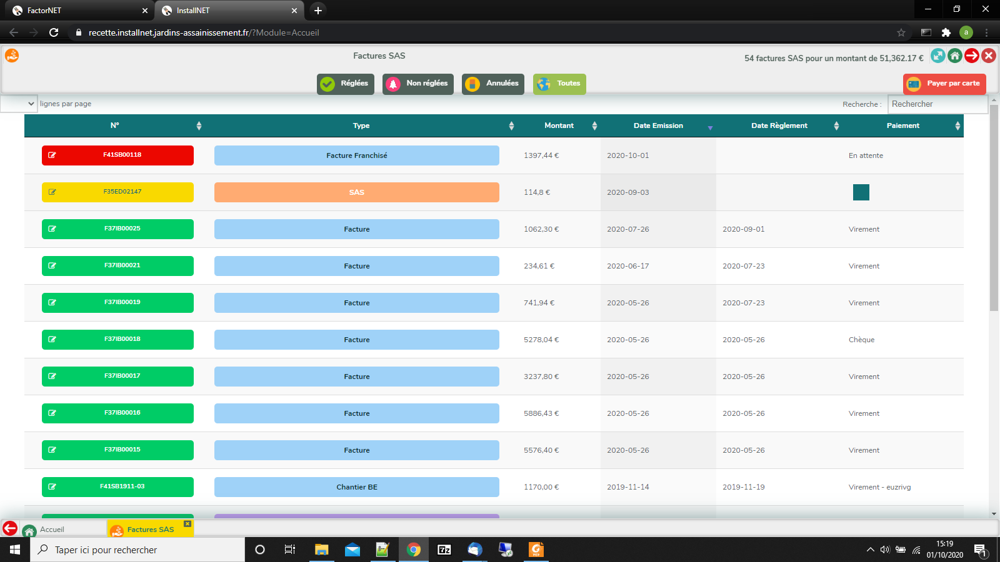 FactorNET
InstallNET
recette.installnet.jardins-assainissement.fr/?Module=Accueil
a
Factures SAS
54 factures SAS pour un montant de 51,362.17 €
Réglées
Non réglées
Annulées
Toutes
Payer par carte
lignes par page
Recherche :
Rechercher
N° Type Montant Date Emission Date Règlement Paiement
F41SB00118 Facture Franchisé 1397,44 € 2020-10-01 En attente
F35ED02147 SAS 114,8 € 2020-09-03
F37IB00025 Facture 1062,30 € 2020-07-26 2020-09-01 Virement
F37IB00021 Facture 234,61 € 2020-06-17 2020-07-23 Virement
F37IB00019 Facture 741,94 € 2020-05-26 2020-07-23 Virement
F37IB00018 Facture 5278,04 € 2020-05-26 2020-05-26 Chèque
F37IB00017 Facture 3237,80 € 2020-05-26 2020-05-26 Virement
F37IB00016 Facture 5886,43 € 2020-05-26 2020-05-26 Virement
F37IB00015 Facture 5576,40 € 2020-05-26 2020-05-26 Virement
F41SB1911-03 Chantier BE 1170,00 € 2019-11-14 2019-11-19 Virement - euzrivg
Accueil
Factures SAS
Taper ici pour rechercher
7z
15:19
01/10/2020
1